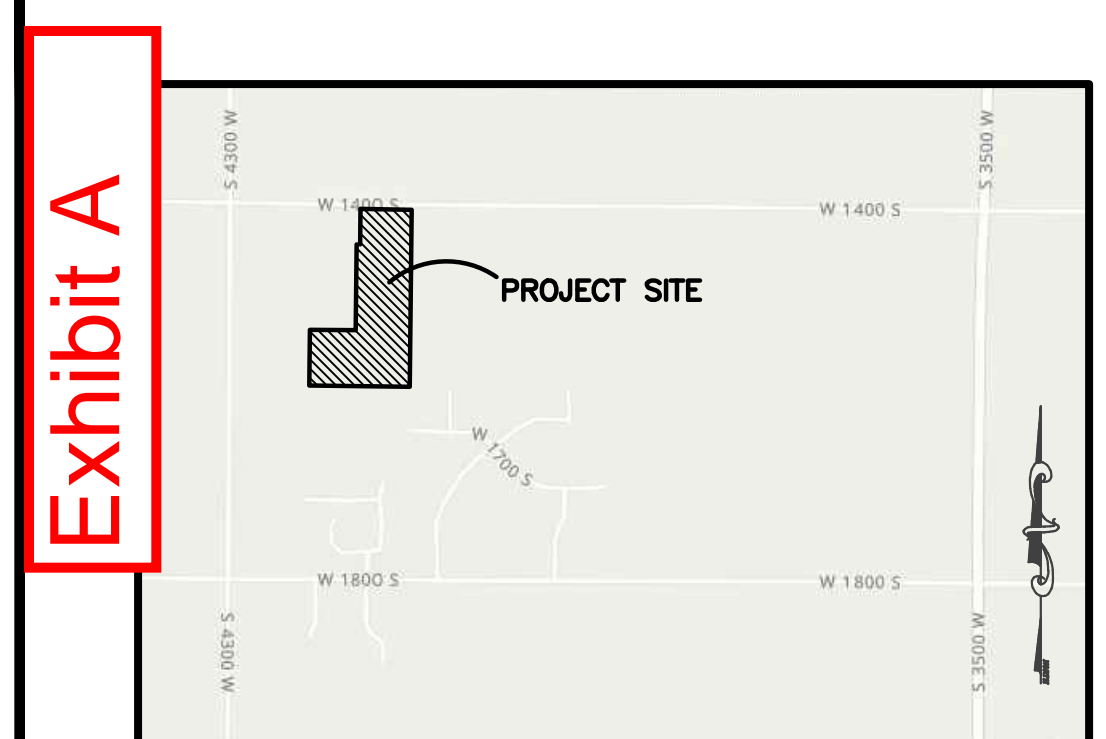 Exhibit A
S 4300 W
S 3500 W
W 1400 S
W 1400 S
PROJECT SITE
W 1700 S
W 1800 S
W 1800 S
S 4300 W
S 3500 W